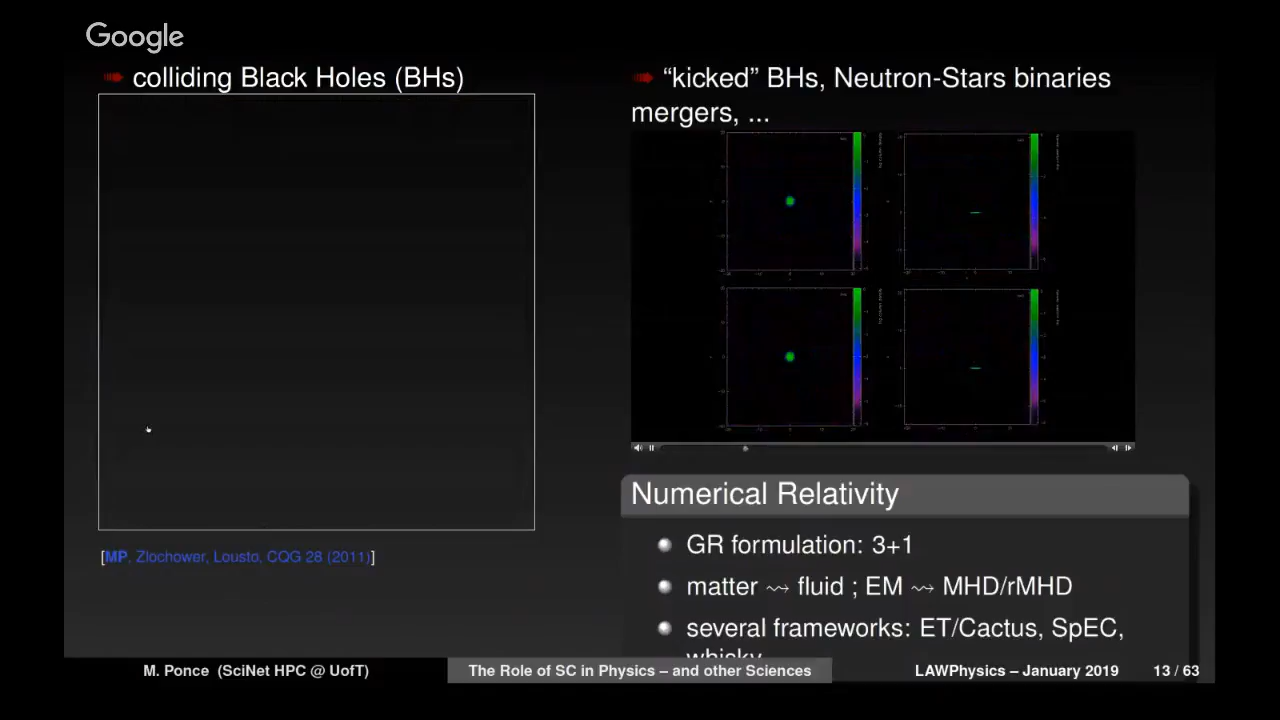 Google
colliding Black Holes (BHs)
[MP, Zlochower, Lousto, CQG 28 (2011)]
“kicked” BHs, Neutron-Stars binaries
mergers, ...
Numerical Relativity
GR formulation: 3+1
matter ⇝ fluid ; EM ⇝ MHD/rMHD
several frameworks: ET/Cactus, SpEC,
whisky
M. Ponce (SciNet HPC @ UofT)
The Role of SC in Physics – and other Sciences
LAWPhysics – January 2019
13 / 63